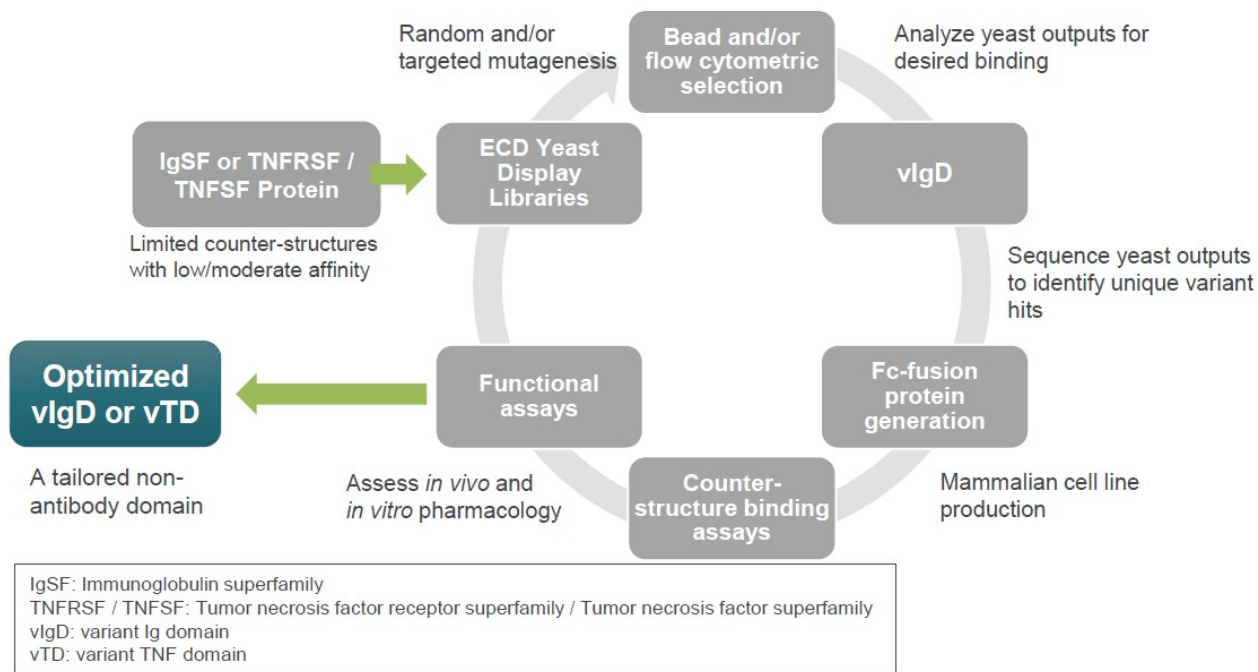 Random and/or
targeted mutagenesis
Bead and/or
flow cytometric
selection
Analyze yeast outputs for
desired binding
IgSF or TNFRSF /
TNFSF Protein
ECD Yeast
Display
Libraries
vIgD
Limited counter-structures
with low/moderate affinity
Sequence yeast outputs
to identify unique variant
hits
Optimized
vIgD or vTD
Functional
assays
Fc-fusion
protein
generation
A tailored non-
antibody domain
Assess in vivo and
in vitro pharmacology
Counter-
structure binding
assays
Mammalian cell line
production
IgSF: Immunoglobulin superfamily
TNFRSF / TNFSF: Tumor necrosis factor receptor superfamily / Tumor necrosis factor superfamily
vIgD: variant Ig domain
vTD: variant TNF domain